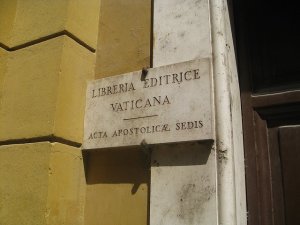 LIBRERIA EDITRICE
VATICANA
ACTA APOSTOLICÆ SEDIS